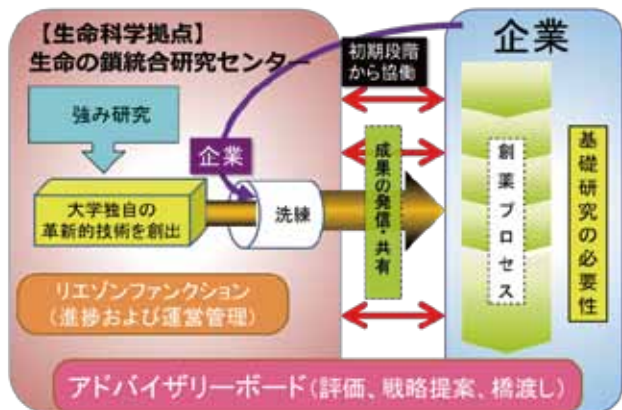 【生命科学拠点】
生命の鎖統合研究センター
強み研究
企業
大学独自の
革新的技術を創出
洗練
リエゾンファンクション
(進捗および運営管理)
初期段階
から協働
成果の発信・共有
企業
創薬プロセス
基礎研究の必要性
アドバイザリーボード(評価、戦略提案、橋渡し)